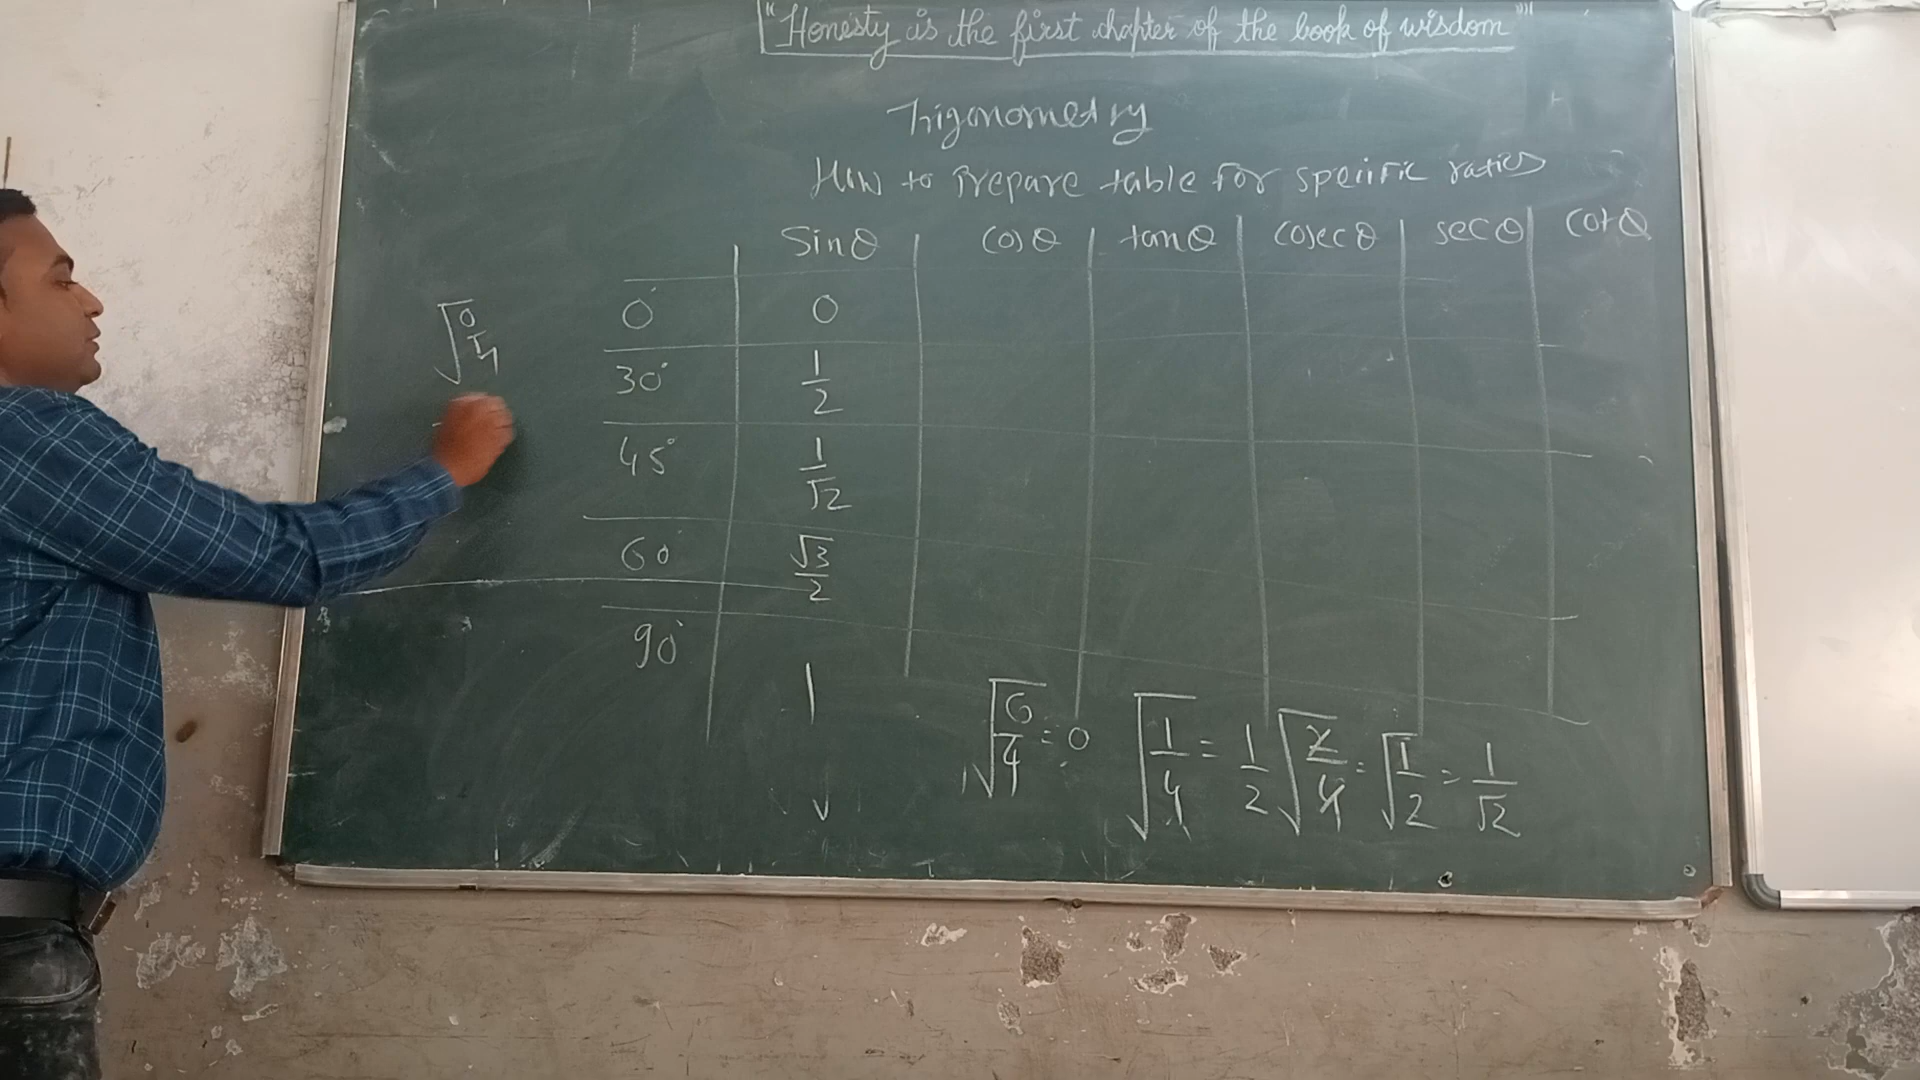 "Honesty is the first chapter of the book of wisdom"
Trigonometry
How to Prepare table for specific ratios
Sinθ cosθ tanθ cosecθ secθ cotθ
0° 0
30° 1/2
45° 1/√2
60° √3/2
90° 1
√0/4
√0/4 = 0 √1/4 = 1/2 √2/4 = √1/2 = 1/√2